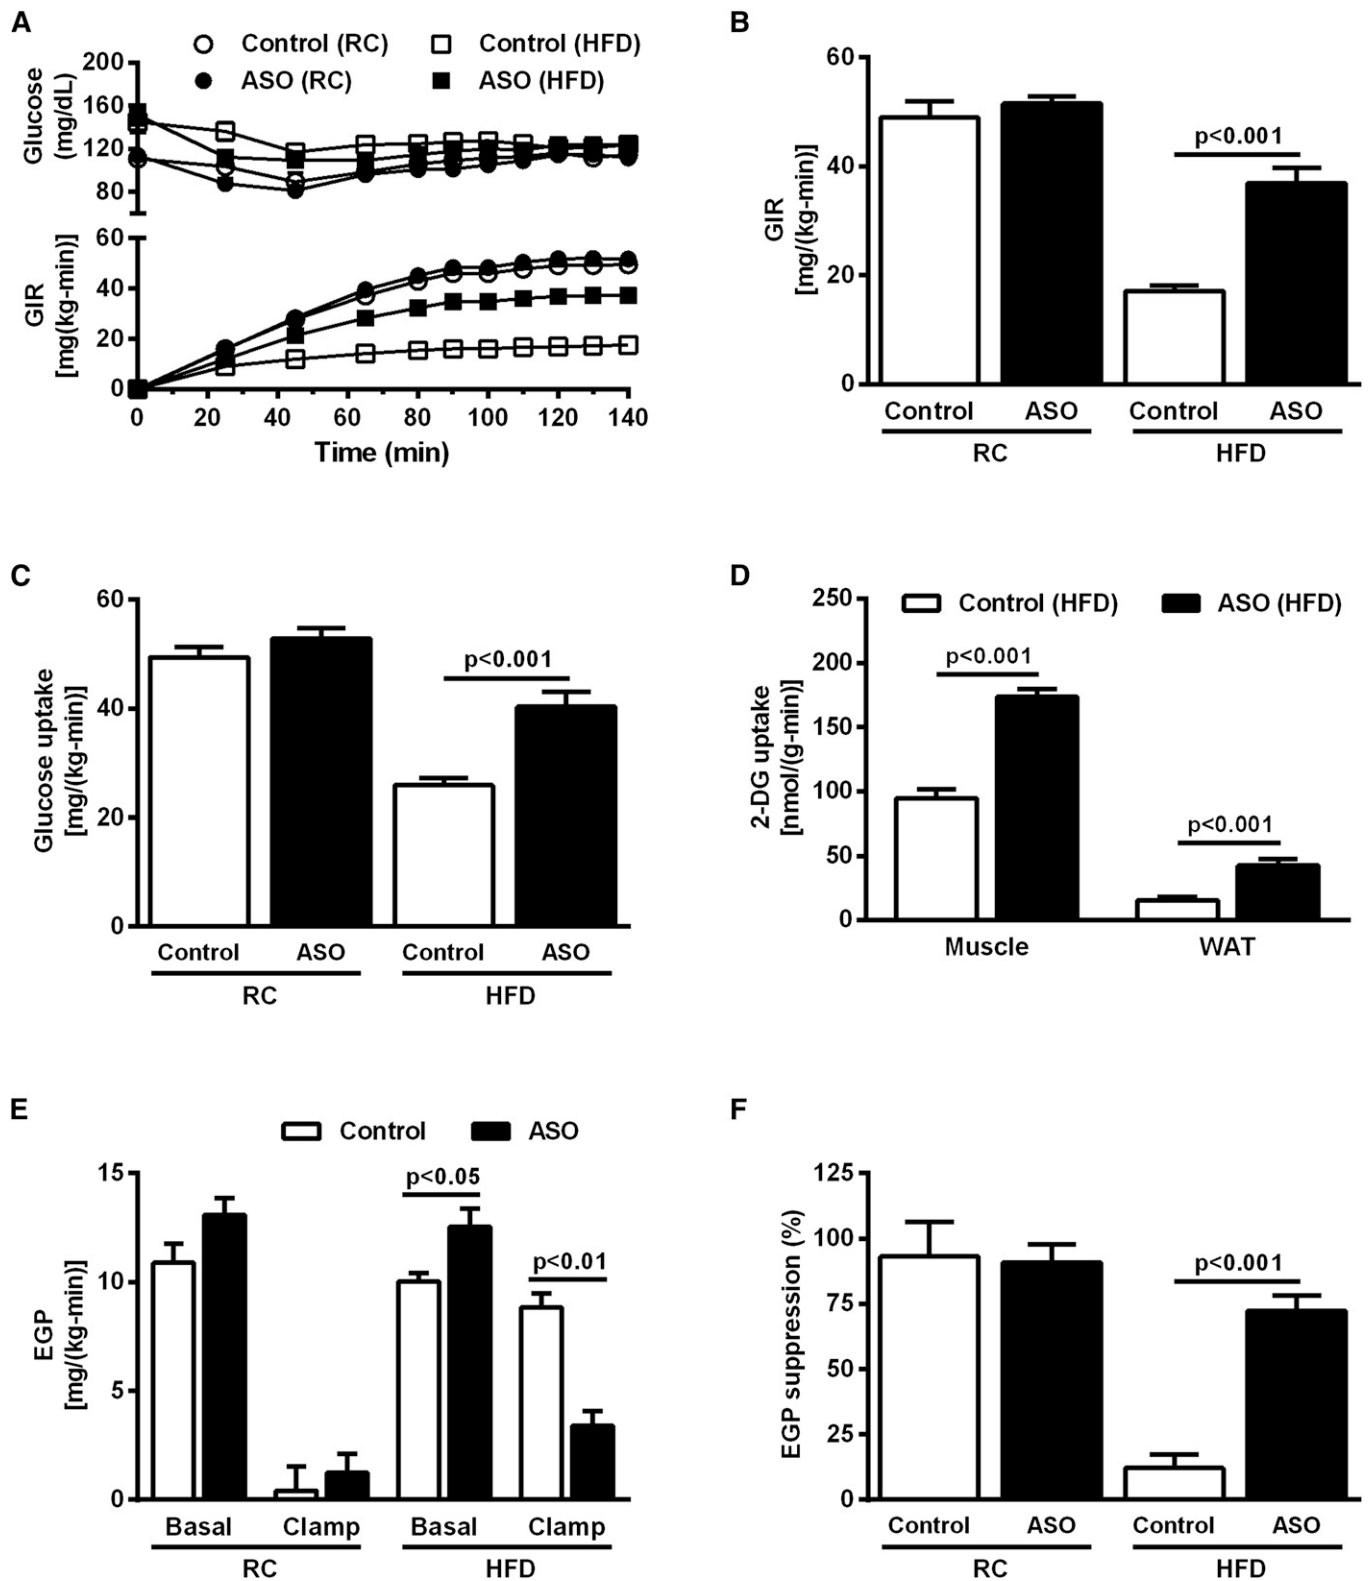 A
Control (RC)
Control (HFD)
ASO (RC)
ASO (HFD)
Glucose
(mg/dL)
200
160
120
80
GIR
[mg(kg-min)]
60
40
20
0
0 20 40 60 80 100 120 140
Time (min)
B
GIR
[mg/(kg-min)]
60
40
20
0
p<0.001
Control ASO Control ASO
RC HFD
C
Glucose uptake
[mg/(kg-min)]
60
40
20
0
p<0.001
Control ASO Control ASO
RC HFD
D
Control (HFD) ASO (HFD)
2-DG uptake
[nmol/(g-min)]
250
200
150
100
50
0
p<0.001
p<0.001
Muscle WAT
E
Control ASO
EGP
[mg/(kg-min)]
15
10
5
0
p<0.05
p<0.01
Basal Clamp Basal Clamp
RC HFD
F
EGP suppression (%)
125
100
75
50
25
0
p<0.001
Control ASO Control ASO
RC HFD